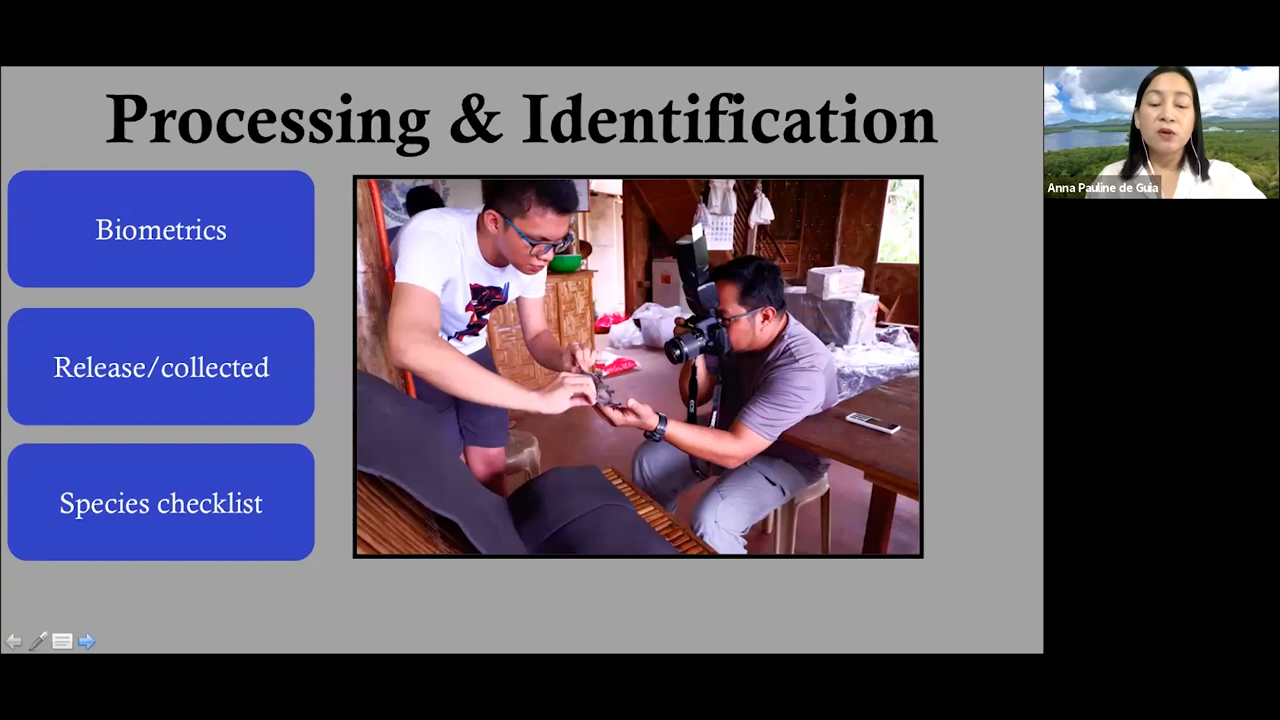 Processing & Identification
Biometrics
Release/collected
Species checklist
Anna Pauline de Guia